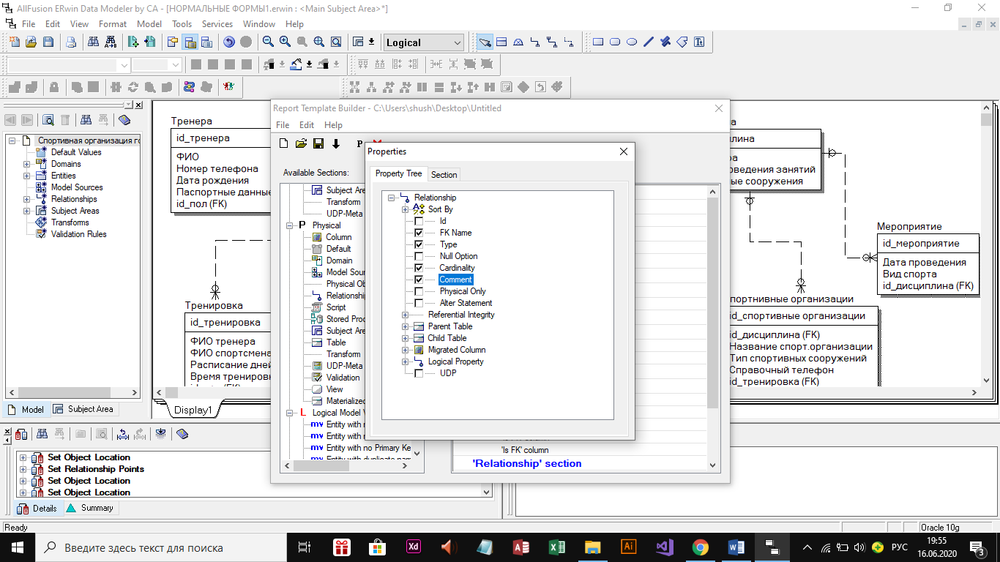 AllFusion ERwin Data Modeler by CA - [НОРМАЛЬНЫЕ ФОРМЫ1.erwin : <Main Subject Area>*]
File Edit View Format Model Tools Services Window Help
Logical
Спортивная организация го
Default Values
Domains
Entities
Model Sources
Relationships
Subject Areas
Transforms
Validation Rules
Model
Subject Area
Тренера
id_тренера
ФИО
Номер телефона
Дата рождения
Паспортные данные
id_пол (FK)
Тренировка
id_тренировка
ФИО тренера
ФИО спортсмена
Расписание дней
Время тренировк
Display1
Report Template Builder - C:\Users\shush\Desktop\Untitled
File Edit Help
P
Available Sections:
Subject Are
Transform
UDP-Meta
P Physical
Column
Default
Domain
Model Sour
Physical Ob
Relationshi
Script
Stored Proc
Subject Are
Table
Transform
UDP-Meta
Validation
View
Materialized
L Logical Model V
Entity with n
Entity with n
Entity with no Primary Ke
Entity with duplicate nam
'Is FK' column
'Relationship' section
Properties
Property Tree
Section
Relationship
Sort By
Id
FK Name
Type
Null Option
Cardinality
Comment
Physical Only
Alter Statement
Referential Integrity
Parent Table
Child Table
Migrated Column
Logical Property
UDP
а
лина
ра
роведения занятий
ые сооружения
Мероприятие
id_мероприятие
Дата проведения
Вид спорта
id_дисциплина (FK)
портнивные организации
id_спортивные организации
id_дисциплина (FK)
Название спорт.организации
Тип спортивных сооружений
Справочный телефон
id_тренировка (FK)
Set Object Location
Set Relationship Points
Set Object Location
Set Object Location
Details
Summary
Ready
Oracle 10g
Введите здесь текст для поиска
Xd
Ai
РУС
19:55
16.06.2020
3